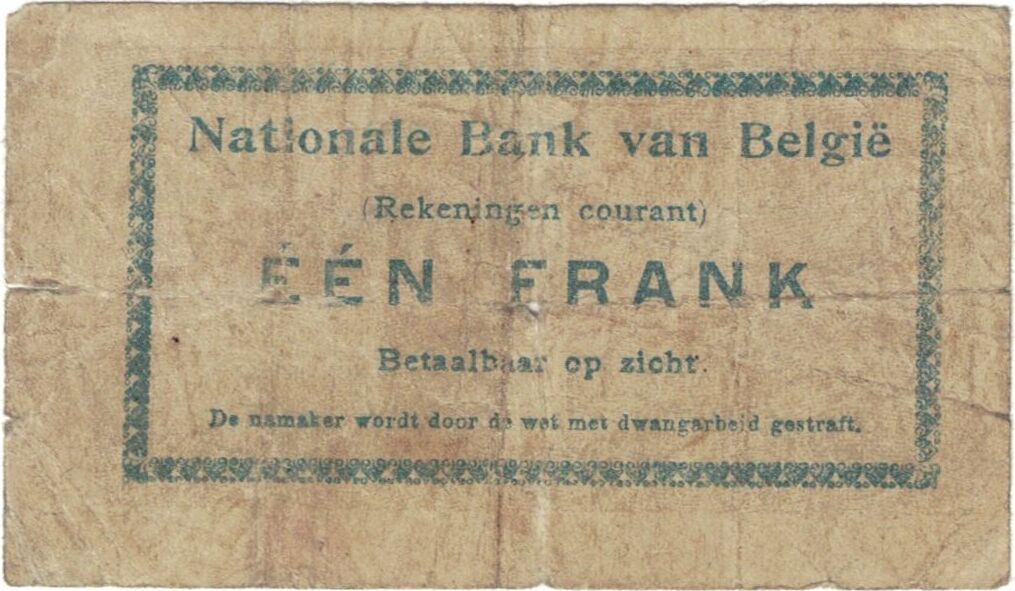 Nationale Bank van België
(Rekeningen courant)
ÉÉN FRANK
Betaalbaar op zicht.
De namaker wordt door de wet met dwangarbeid gestraft.